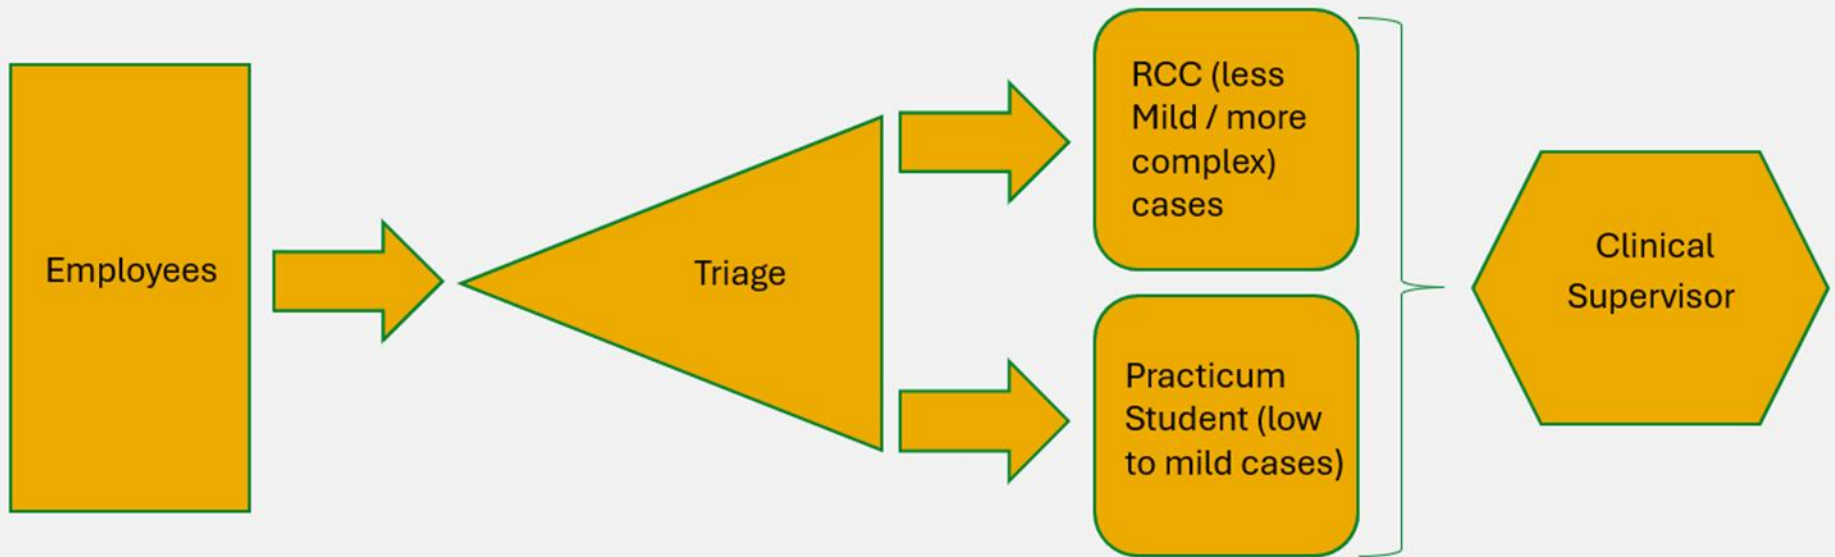 Employees
Triage
RCC (less
Mild / more
complex)
cases
Practicum
Student (low
to mild cases)
Clinical
Supervisor